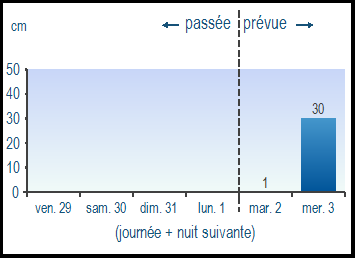 passée prévue
cm
50
40
30
20
10
0
30
1
ven. 29 sam. 30 dim. 31 lun. 1 mar. 2 mer. 3
(journée + nuit suivante)